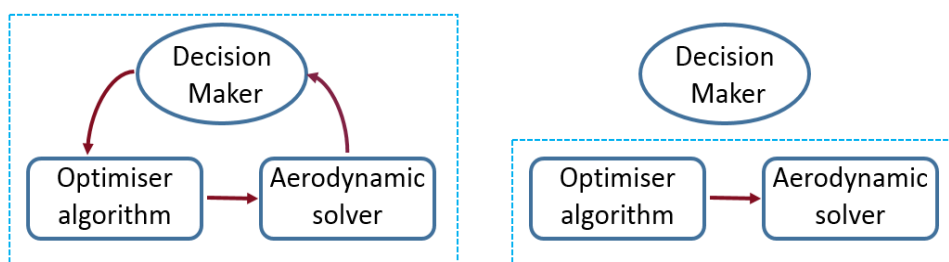 Decision
Maker
Optimiser
algorithm
Aerodynamic
solver
Decision
Maker
Optimiser
algorithm
Aerodynamic
solver